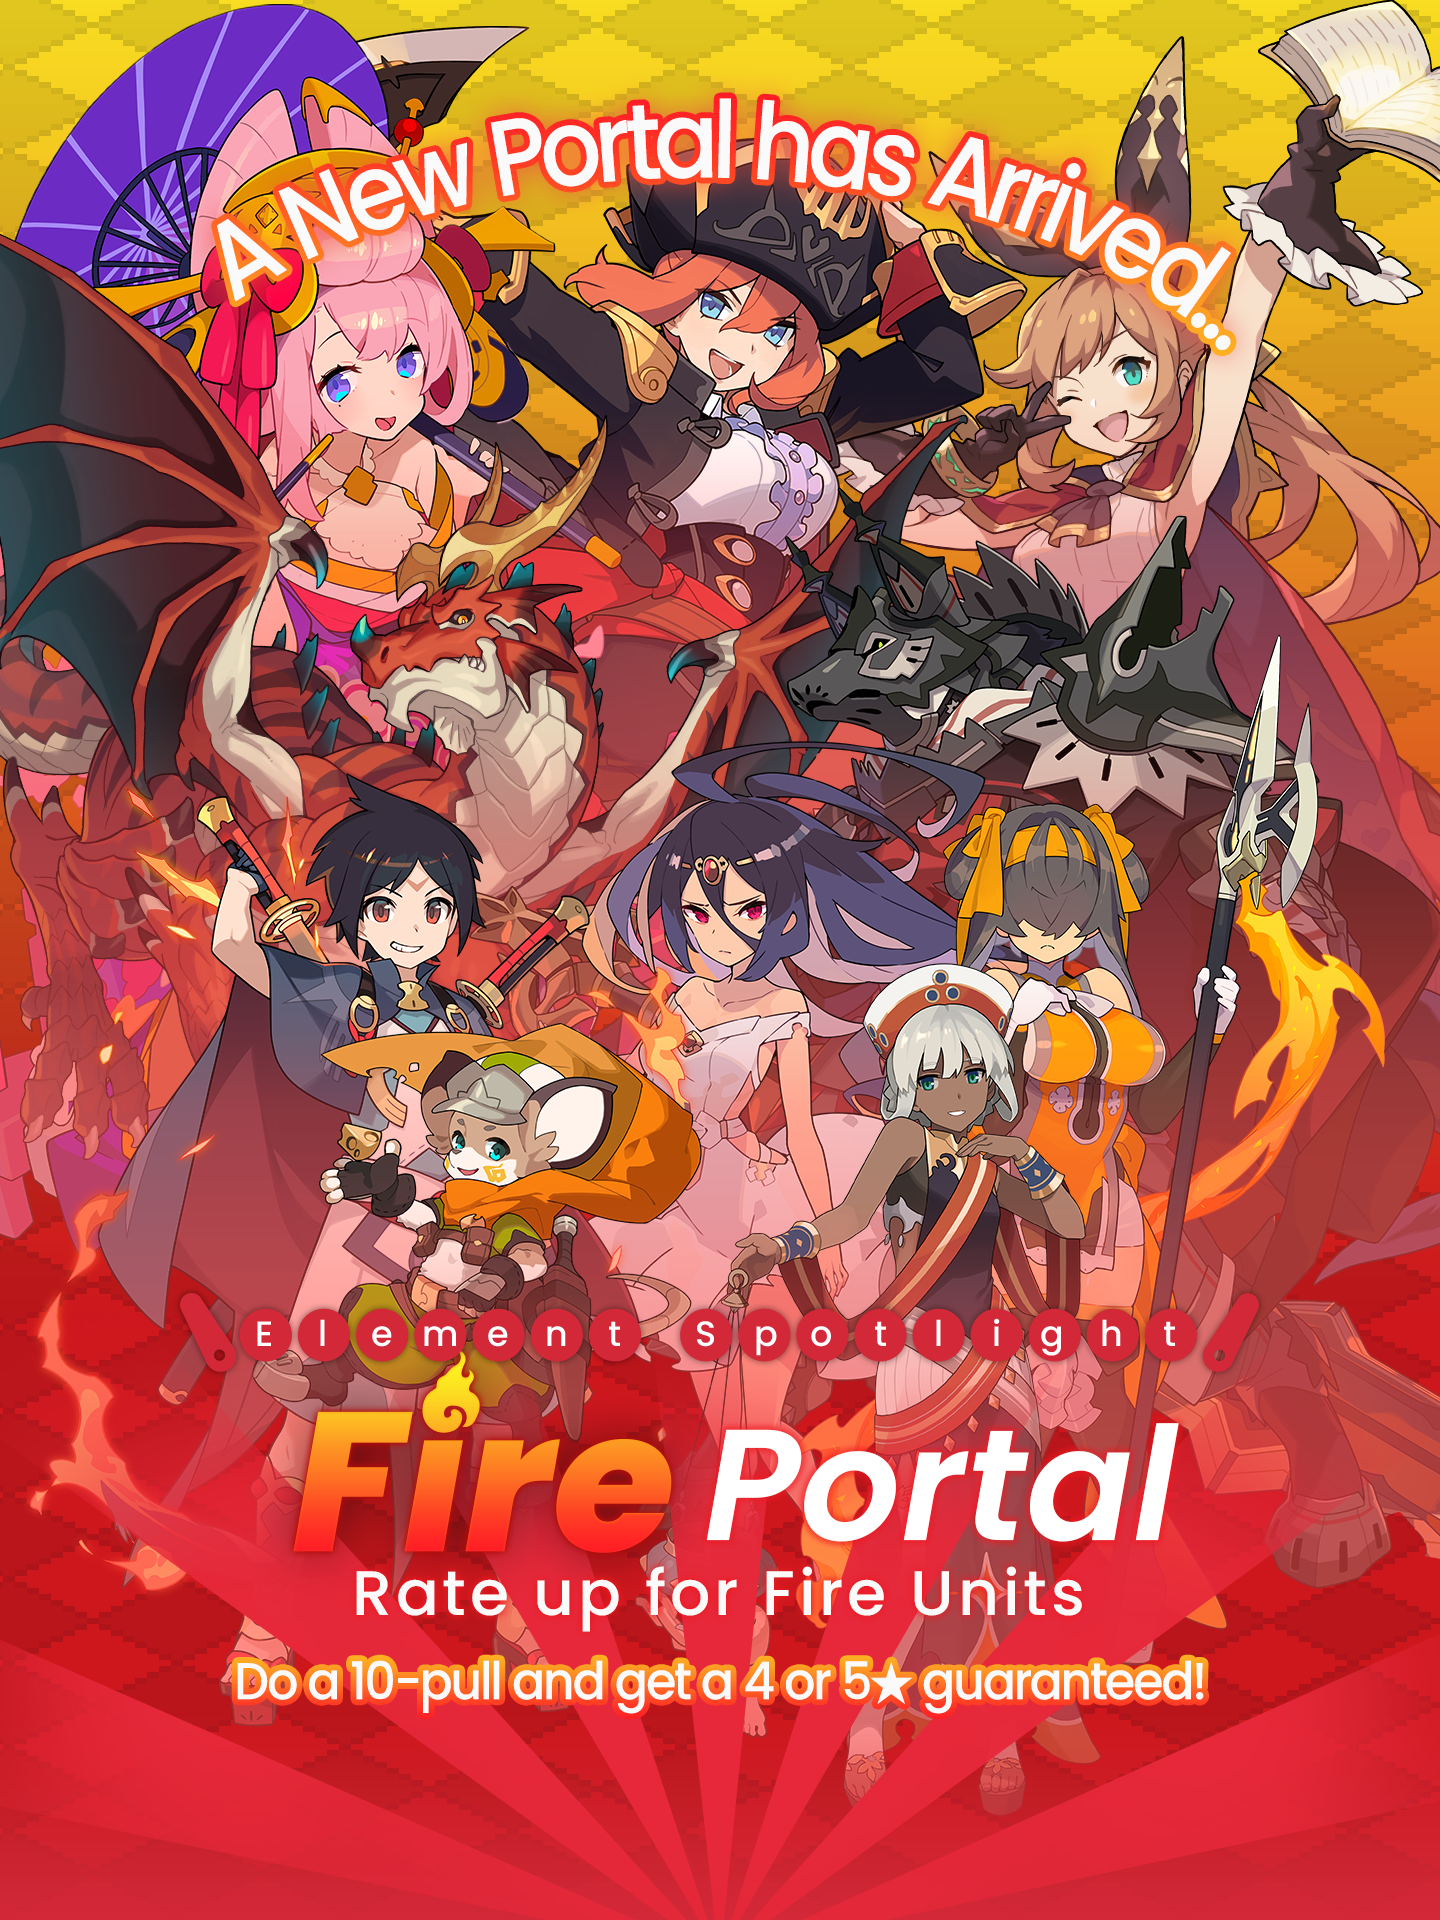 A New Portal has Arrived...
Element Spotlight
Fire Portal
Rate up for Fire Units
Do a 10-pull and get a 4 or 5★ guaranteed!